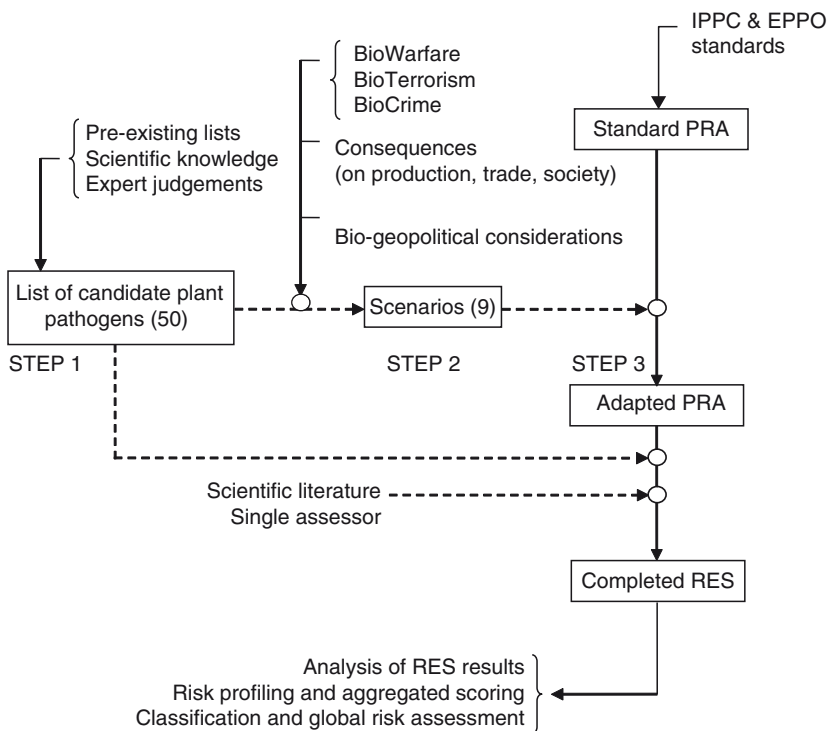 IPPC & EPPO
standards
BioWarfare
BioTerrorism
BioCrime
Standard PRA
Pre-existing lists
Scientific knowledge
Expert judgements
Consequences
(on production, trade, society)
Bio-geopolitical considerations
List of candidate plant
pathogens (50)
Scenarios (9)
STEP 1
STEP 2
STEP 3
Adapted PRA
Scientific literature
Single assessor
Completed RES
Analysis of RES results
Risk profiling and aggregated scoring
Classification and global risk assessment